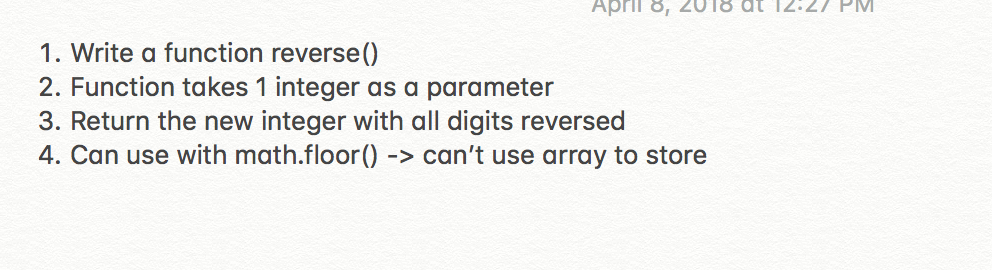 April 8, 2018 at 12:27 PM
1. Write a function reverse()
2. Function takes 1 integer as a parameter
3. Return the new integer with all digits reversed
4. Can use with math.floor() -> can’t use array to store